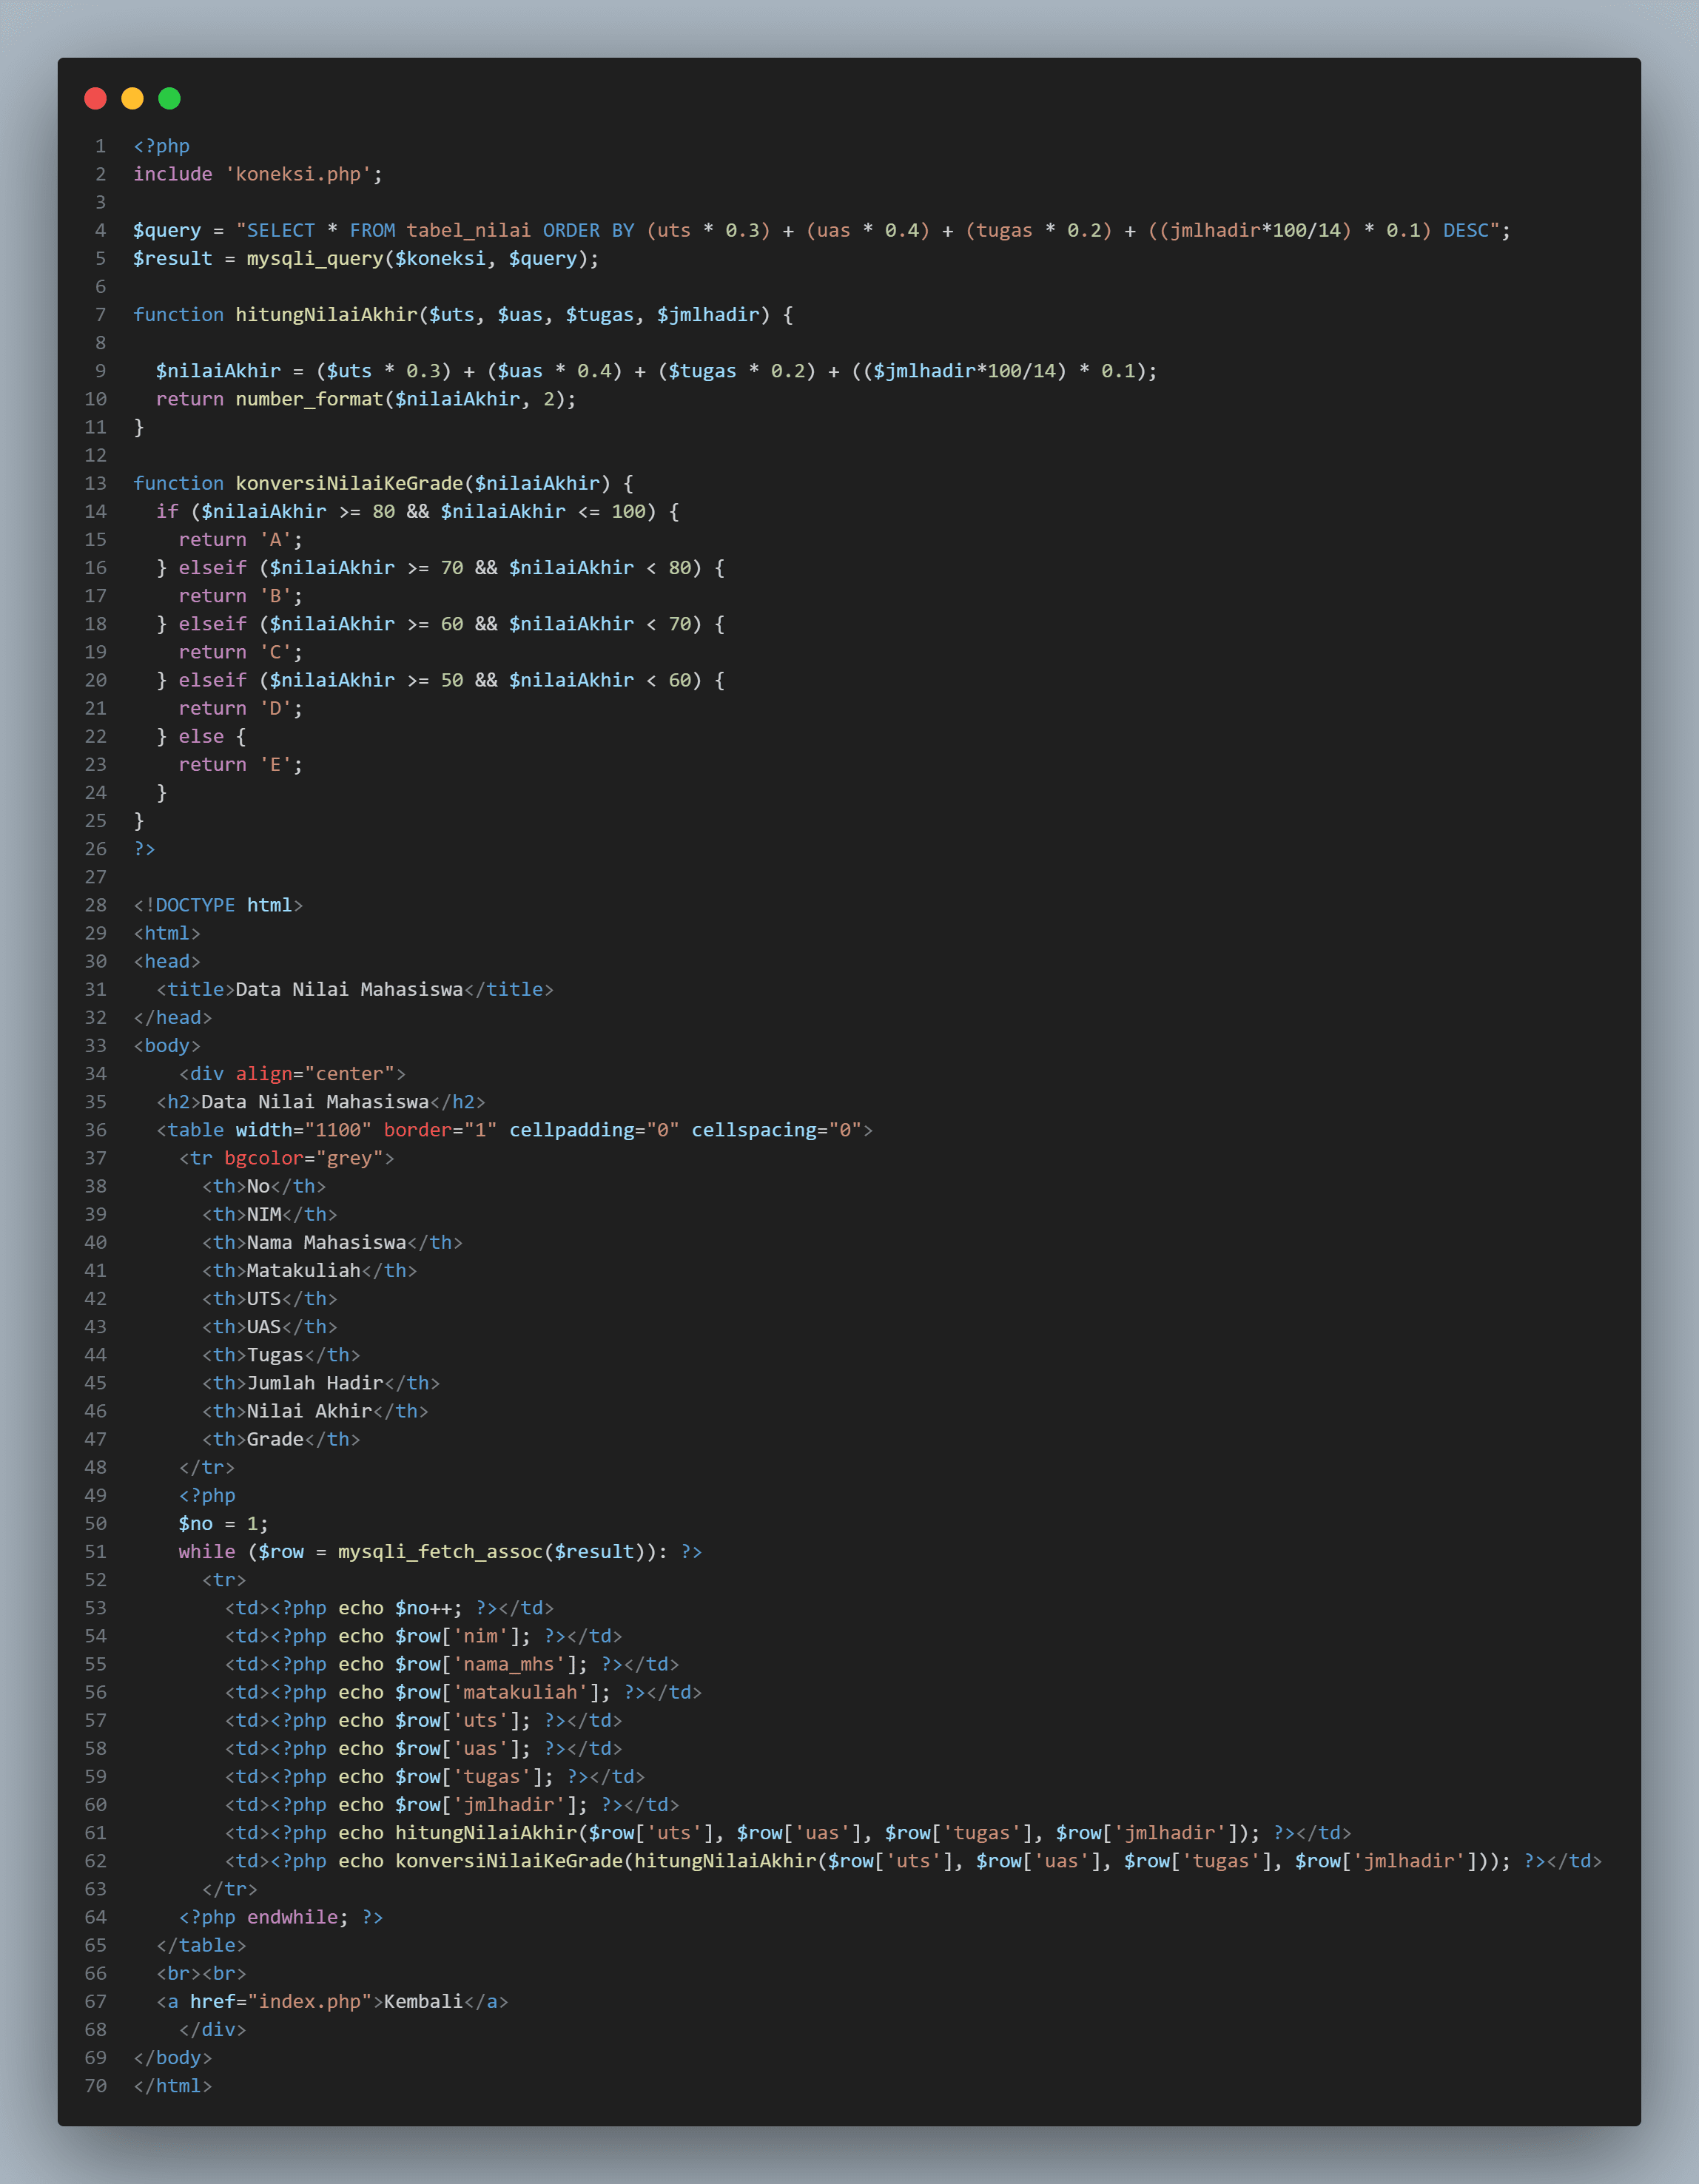 1 <?php
2 include 'koneksi.php';
3
4 $query = "SELECT * FROM tabel_nilai ORDER BY (uts * 0.3) + (uas * 0.4) + (tugas * 0.2) + ((jmlhadir*100/14) * 0.1) DESC";
5 $result = mysqli_query($koneksi, $query);
6
7 function hitungNilaiAkhir($uts, $uas, $tugas, $jmlhadir) {
8
9   $nilaiAkhir = ($uts * 0.3) + ($uas * 0.4) + ($tugas * 0.2) + (($jmlhadir*100/14) * 0.1);
10   return number_format($nilaiAkhir, 2);
11 }
12
13 function konversiNilaiKeGrade($nilaiAkhir) {
14   if ($nilaiAkhir >= 80 && $nilaiAkhir <= 100) {
15     return 'A';
16   } elseif ($nilaiAkhir >= 70 && $nilaiAkhir < 80) {
17     return 'B';
18   } elseif ($nilaiAkhir >= 60 && $nilaiAkhir < 70) {
19     return 'C';
20   } elseif ($nilaiAkhir >= 50 && $nilaiAkhir < 60) {
21     return 'D';
22   } else {
23     return 'E';
24   }
25 }
26 ?>
27
28 <!DOCTYPE html>
29 <html>
30 <head>
31   <title>Data Nilai Mahasiswa</title>
32 </head>
33 <body>
34     <div align="center">
35   <h2>Data Nilai Mahasiswa</h2>
36   <table width="1100" border="1" cellpadding="0" cellspacing="0">
37     <tr bgcolor="grey">
38       <th>No</th>
39       <th>NIM</th>
40       <th>Nama Mahasiswa</th>
41       <th>Matakuliah</th>
42       <th>UTS</th>
43       <th>UAS</th>
44       <th>Tugas</th>
45       <th>Jumlah Hadir</th>
46       <th>Nilai Akhir</th>
47       <th>Grade</th>
48     </tr>
49     <?php
50     $no = 1;
51     while ($row = mysqli_fetch_assoc($result)): ?>
52       <tr>
53         <td><?php echo $no++; ?></td>
54         <td><?php echo $row['nim']; ?></td>
55         <td><?php echo $row['nama_mhs']; ?></td>
56         <td><?php echo $row['matakuliah']; ?></td>
57         <td><?php echo $row['uts']; ?></td>
58         <td><?php echo $row['uas']; ?></td>
59         <td><?php echo $row['tugas']; ?></td>
60         <td><?php echo $row['jmlhadir']; ?></td>
61         <td><?php echo hitungNilaiAkhir($row['uts'], $row['uas'], $row['tugas'], $row['jmlhadir']); ?></td>
62         <td><?php echo konversiNilaiKeGrade(hitungNilaiAkhir($row['uts'], $row['uas'], $row['tugas'], $row['jmlhadir'])); ?></td>
63       </tr>
64     <?php endwhile; ?>
65   </table>
66   <br><br>
67   <a href="index.php">Kembali</a>
68     </div>
69 </body>
70 </html>